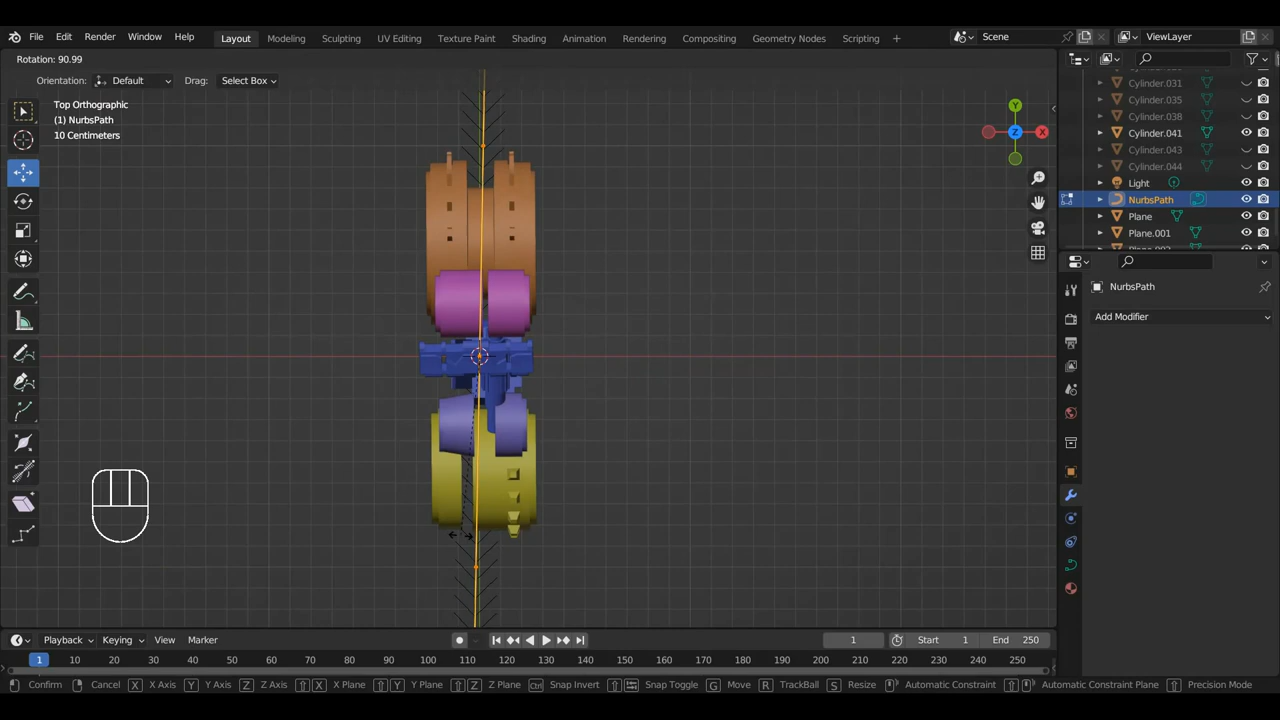 File Edit Render Window Help Layout Modeling Sculpting UV Editing Texture Paint Shading Animation Rendering Compositing Geometry Nodes Scripting + Scene ViewLayer
Rotation: 90.99
Orientation: Default Drag: Select Box
Cylinder.031
Top Orthographic
Cylinder.035
(1) NurbsPath
Cylinder.038
10 Centimeters
Cylinder.041
Cylinder.043
Cylinder.044
Light
NurbsPath
Plane
Plane.001
Y
X
Z
NurbsPath
Add Modifier
Playback Keying View Marker 1 Start 1 End 250
1 10 20 30 40 50 60 70 80 90 100 110 120 130 140 150 160 170 180 190 200 210 220 230 240 250
Confirm Cancel X X Axis Y Y Axis Z Z Axis X X Plane Y Y Plane Z Z Plane Ctrl Snap Invert Snap Toggle G Move R TrackBall S Resize Automatic Constraint Automatic Constraint Plane Precision Mode